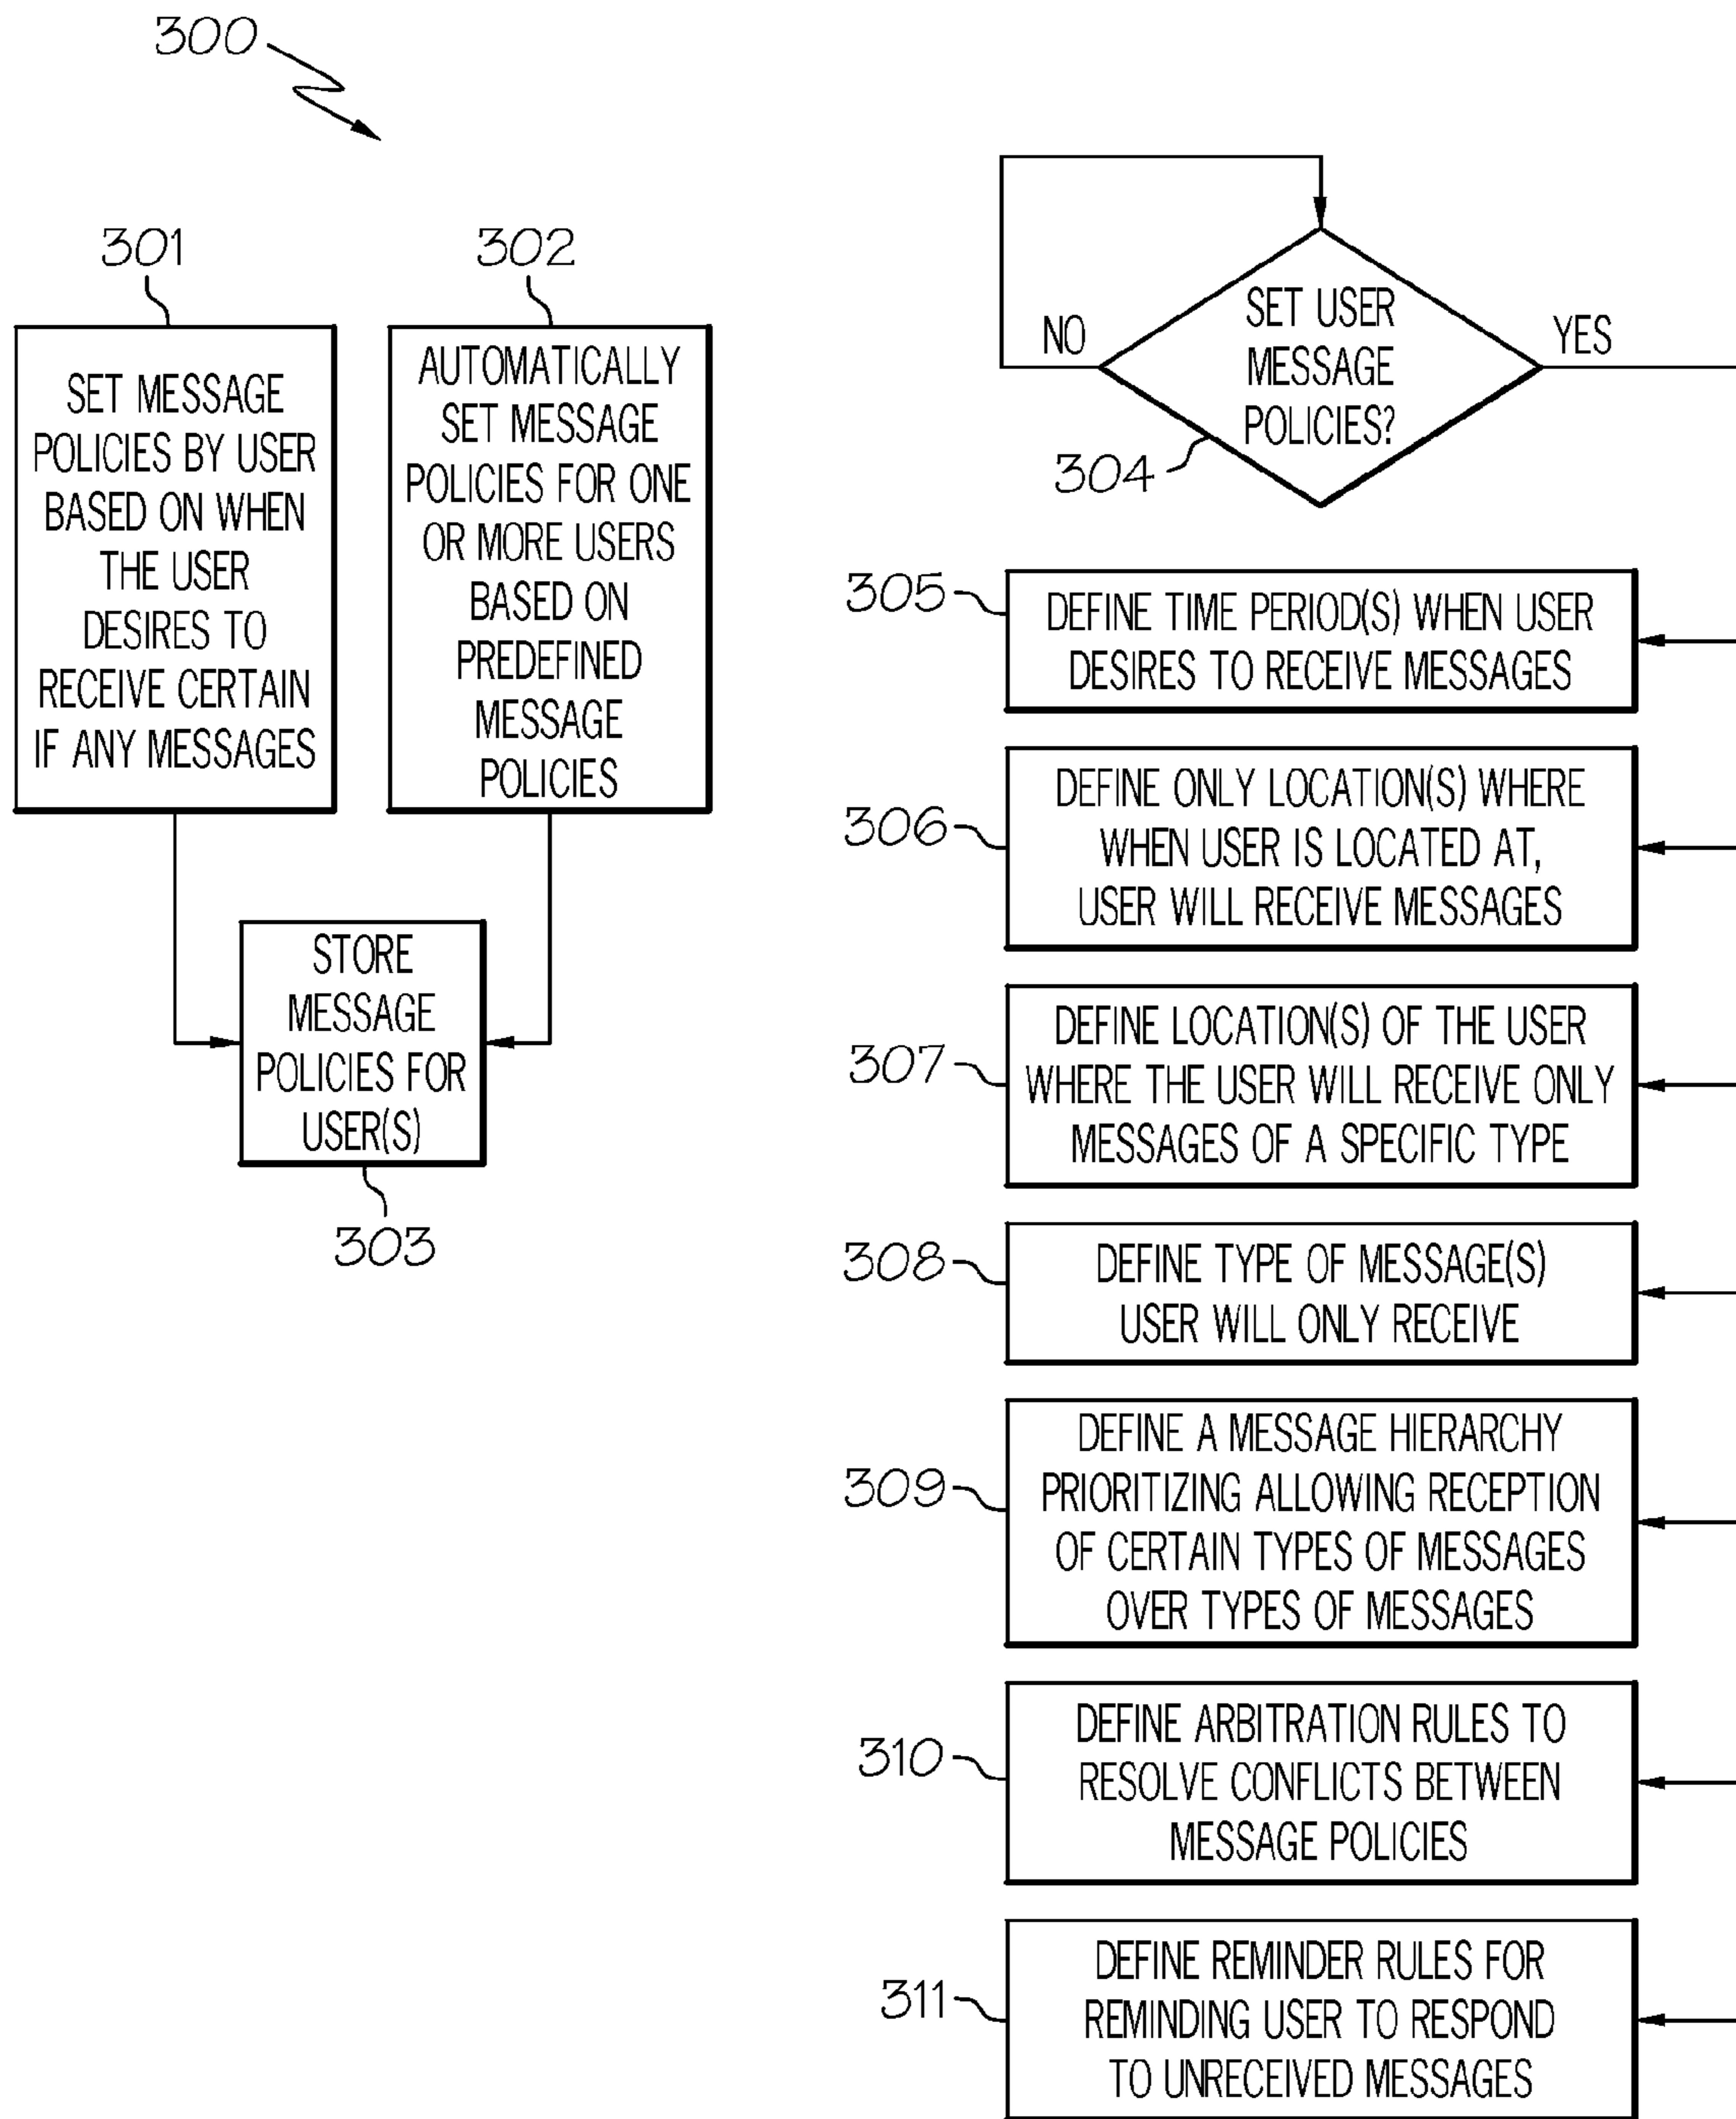 300
301
SET MESSAGE
POLICIES BY USER
BASED ON WHEN
THE USER
DESIRES TO
RECEIVE CERTAIN
IF ANY MESSAGES
302
AUTOMATICALLY
SET MESSAGE
POLICIES FOR ONE
OR MORE USERS
BASED ON
PREDEFINED
MESSAGE
POLICIES
STORE
MESSAGE
POLICIES FOR
USER(S)
303
NO
SET USER
MESSAGE
POLICIES?
YES
304
305
DEFINE TIME PERIOD(S) WHEN USER
DESIRES TO RECEIVE MESSAGES
306
DEFINE ONLY LOCATION(S) WHERE
WHEN USER IS LOCATED AT,
USER WILL RECEIVE MESSAGES
307
DEFINE LOCATION(S) OF THE USER
WHERE THE USER WILL RECEIVE ONLY
MESSAGES OF A SPECIFIC TYPE
308
DEFINE TYPE OF MESSAGE(S)
USER WILL ONLY RECEIVE
309
DEFINE A MESSAGE HIERARCHY
PRIORITIZING ALLOWING RECEPTION
OF CERTAIN TYPES OF MESSAGES
OVER TYPES OF MESSAGES
310
DEFINE ARBITRATION RULES TO
RESOLVE CONFLICTS BETWEEN
MESSAGE POLICIES
311
DEFINE REMINDER RULES FOR
REMINDING USER TO RESPOND
TO UNRECEIVED MESSAGES